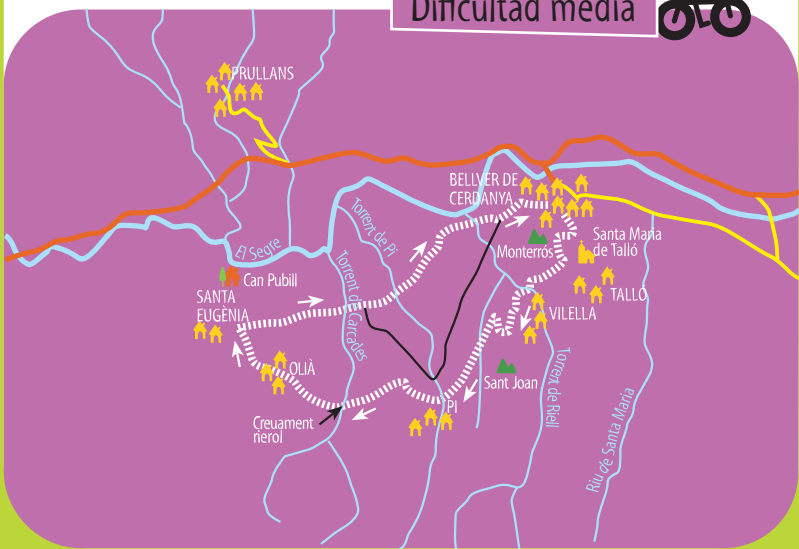 Dificultad media
PRULLANS
BELLVER DE
CERDANYA
Santa Maria
de Talló
Monterrós
TALLÓ
El Segre
Torrent de Pi
Can Pubill
SANTA
EUGÈNIA
Torrent de Carcades
VILELLA
OLIÀ
Sant Joan
Torrent de Riell
PI
Creuament
rierol
Riu de Santa Maria